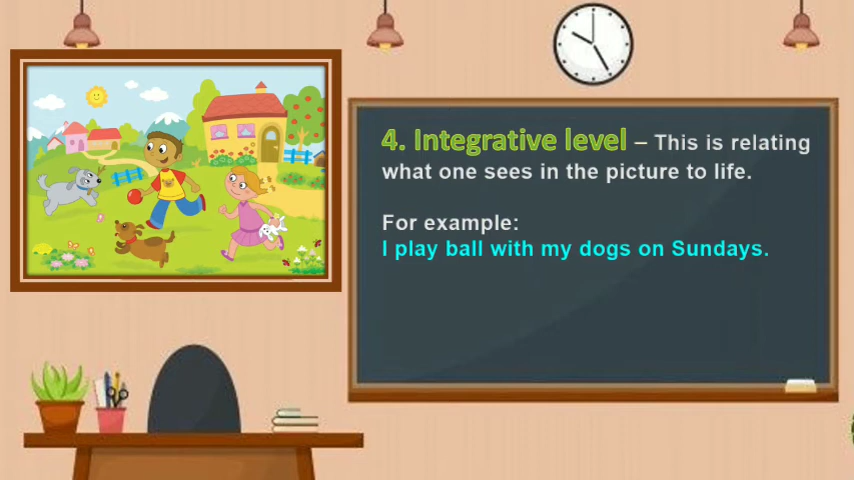 4. Integrative level – This is relating
what one sees in the picture to life.
For example:
I play ball with my dogs on Sundays.